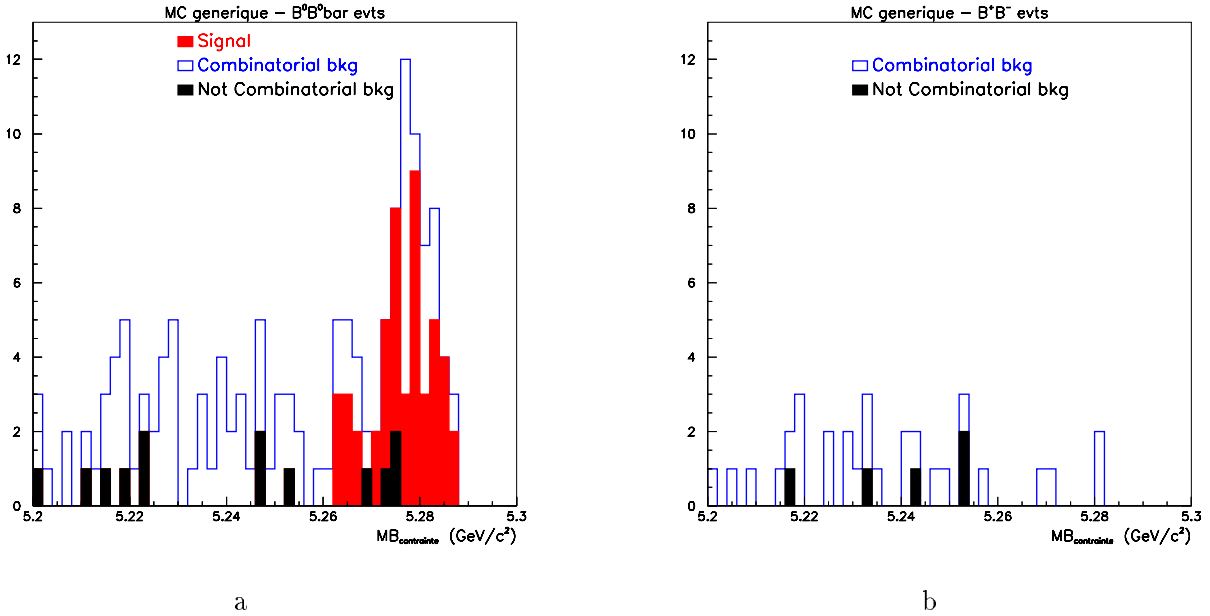 MC generique – B⁰B⁰bar evts
Signal
Combinatorial bkg
Not Combinatorial bkg
12
10
8
6
4
2
0
5.2 5.22 5.24 5.26 5.28 5.3
MBcontrainte (GeV/c²)
a
MC generique – B⁺B⁻ evts
Combinatorial bkg
Not Combinatorial bkg
12
10
8
6
4
2
0
5.2 5.22 5.24 5.26 5.28 5.3
MBcontrainte (GeV/c²)
b